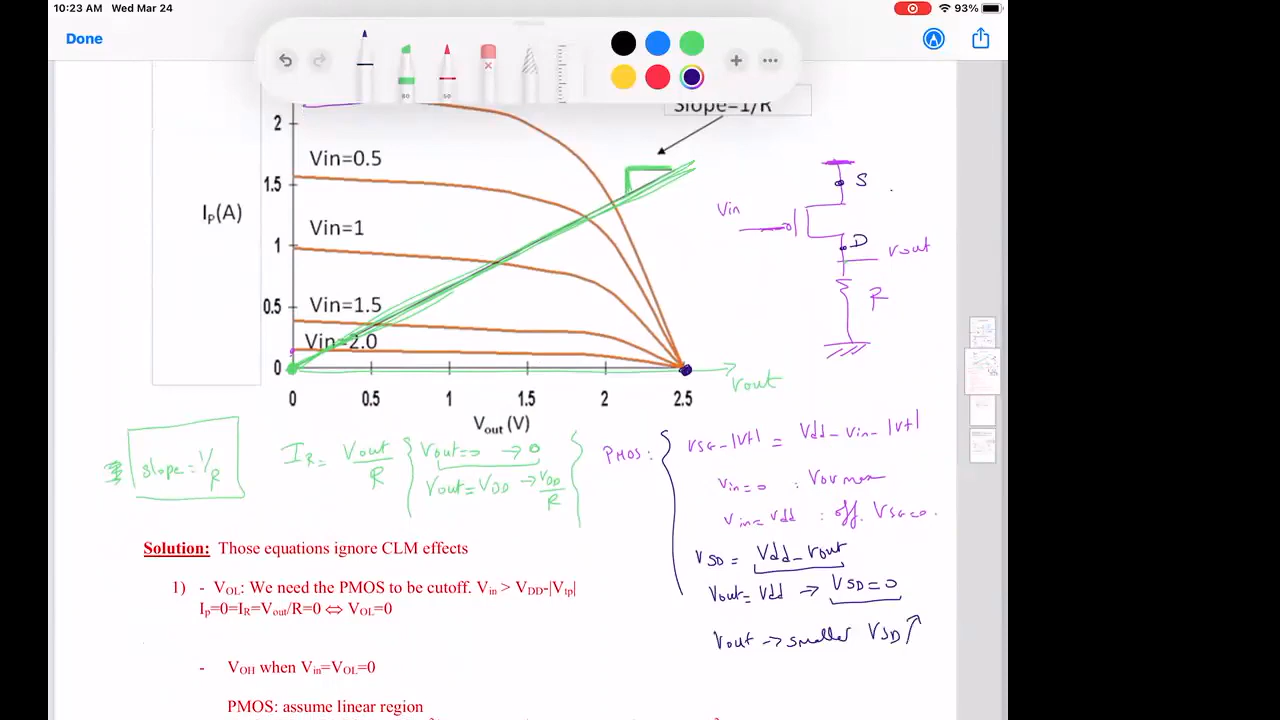 10:23 AM Wed Mar 24
93%
Done
Slope=1/R
2
Vin=0.5
1.5
IP(A)
Vin=1
1
Vin=1.5
0.5
Vin=2.0
0
0 0.5 1 1.5 2 2.5
Vout (V)
Vout
S
Vin
D
Vout
R
slope = 1/R
IR = Vout/R
Vout=0 → 0
Vout = VDD → VDD/R
PMOS:
VSG - |Vt| = Vdd - Vin - |Vt|
Vin = 0 : Vov max
Vin = Vdd : off. VSG=0.
VSD = Vdd - Vout
Vout = Vdd → VSD = 0
Vout → smaller VSD ↑
Solution: Those equations ignore CLM effects
1) - VOL: We need the PMOS to be cutoff. Vin > VDD-|Vtp|
Ip=0=IR=Vout/R=0 ⇔ VOL=0
- VOH when Vin=VOL=0
PMOS: assume linear region